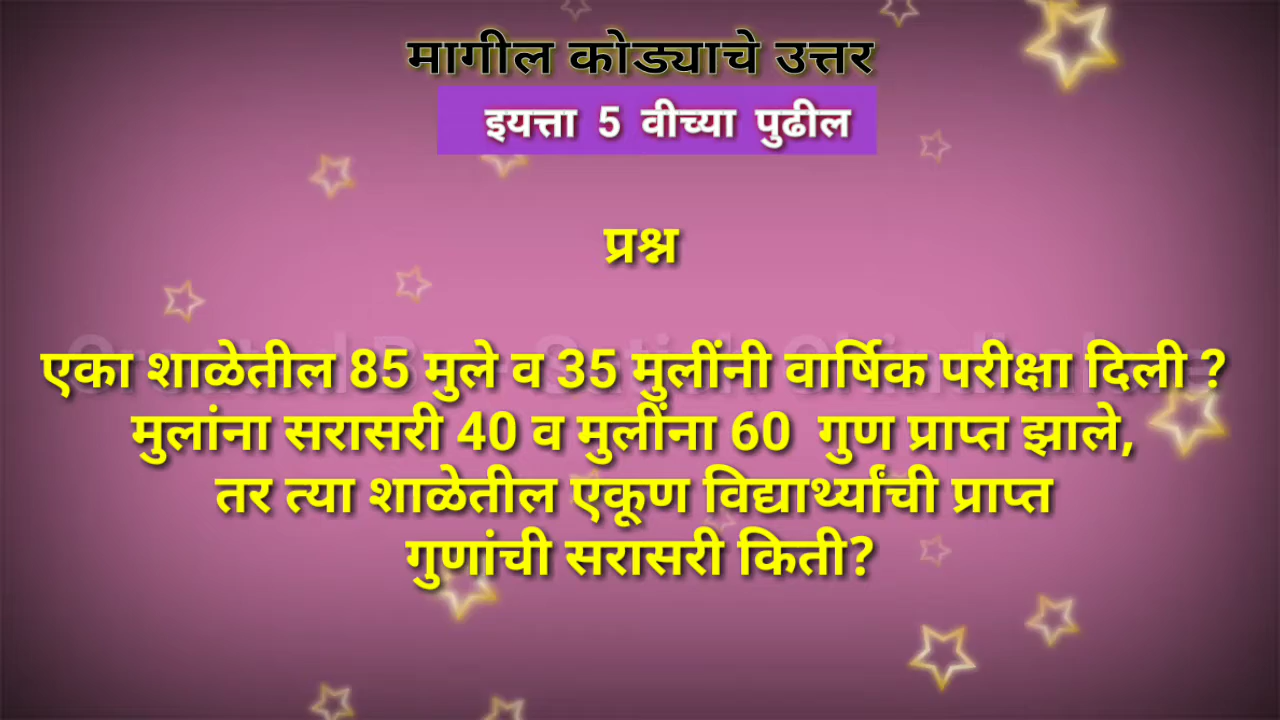 मागील कोड्याचे उत्तर
इयत्ता 5 वीच्या पुढील
प्रश्न
एका शाळेतील 85 मुले व 35 मुलींनी वार्षिक परीक्षा दिली ?
मुलांना सरासरी 40 व मुलींना 60 गुण प्राप्त झाले,
तर त्या शाळेतील एकूण विद्यार्थ्यांची प्राप्त
गुणांची सरासरी किती?